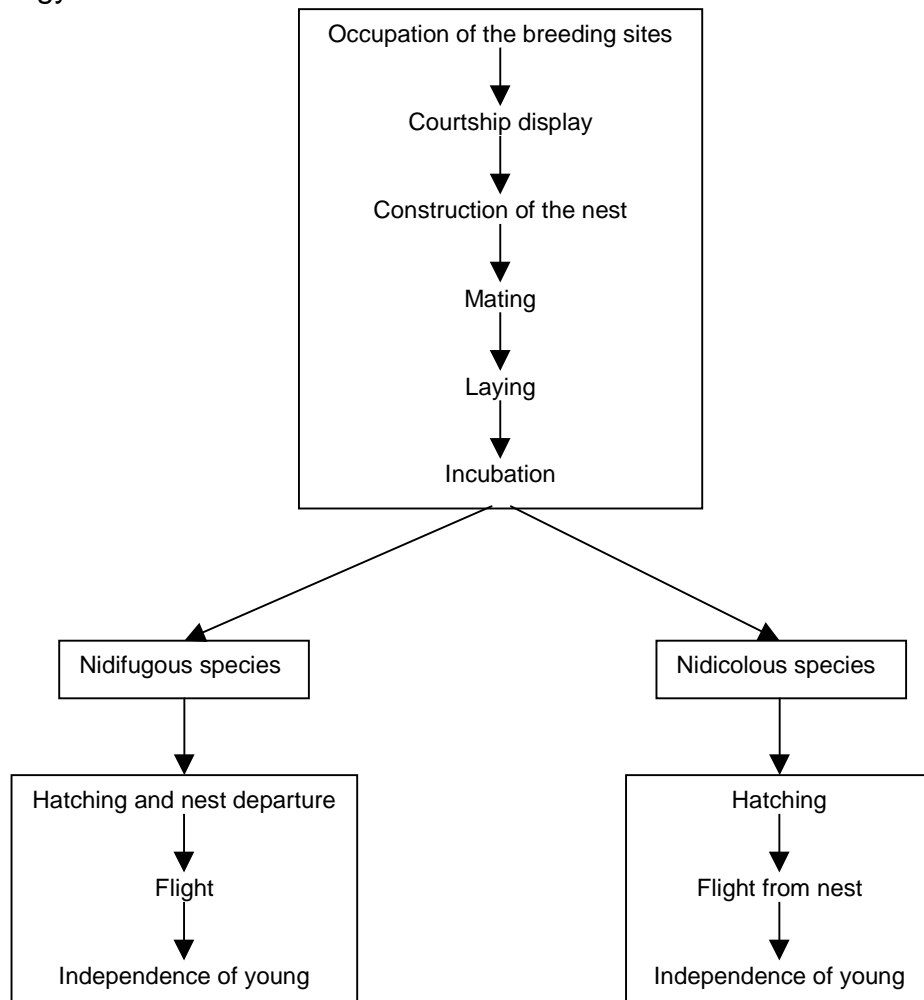 gy
Occupation of the breeding sites
Courtship display
Construction of the nest
Mating
Laying
Incubation
Nidifugous species
Nidicolous species
Hatching and nest departure
Hatching
Flight
Flight from nest
Independence of young
Independence of young